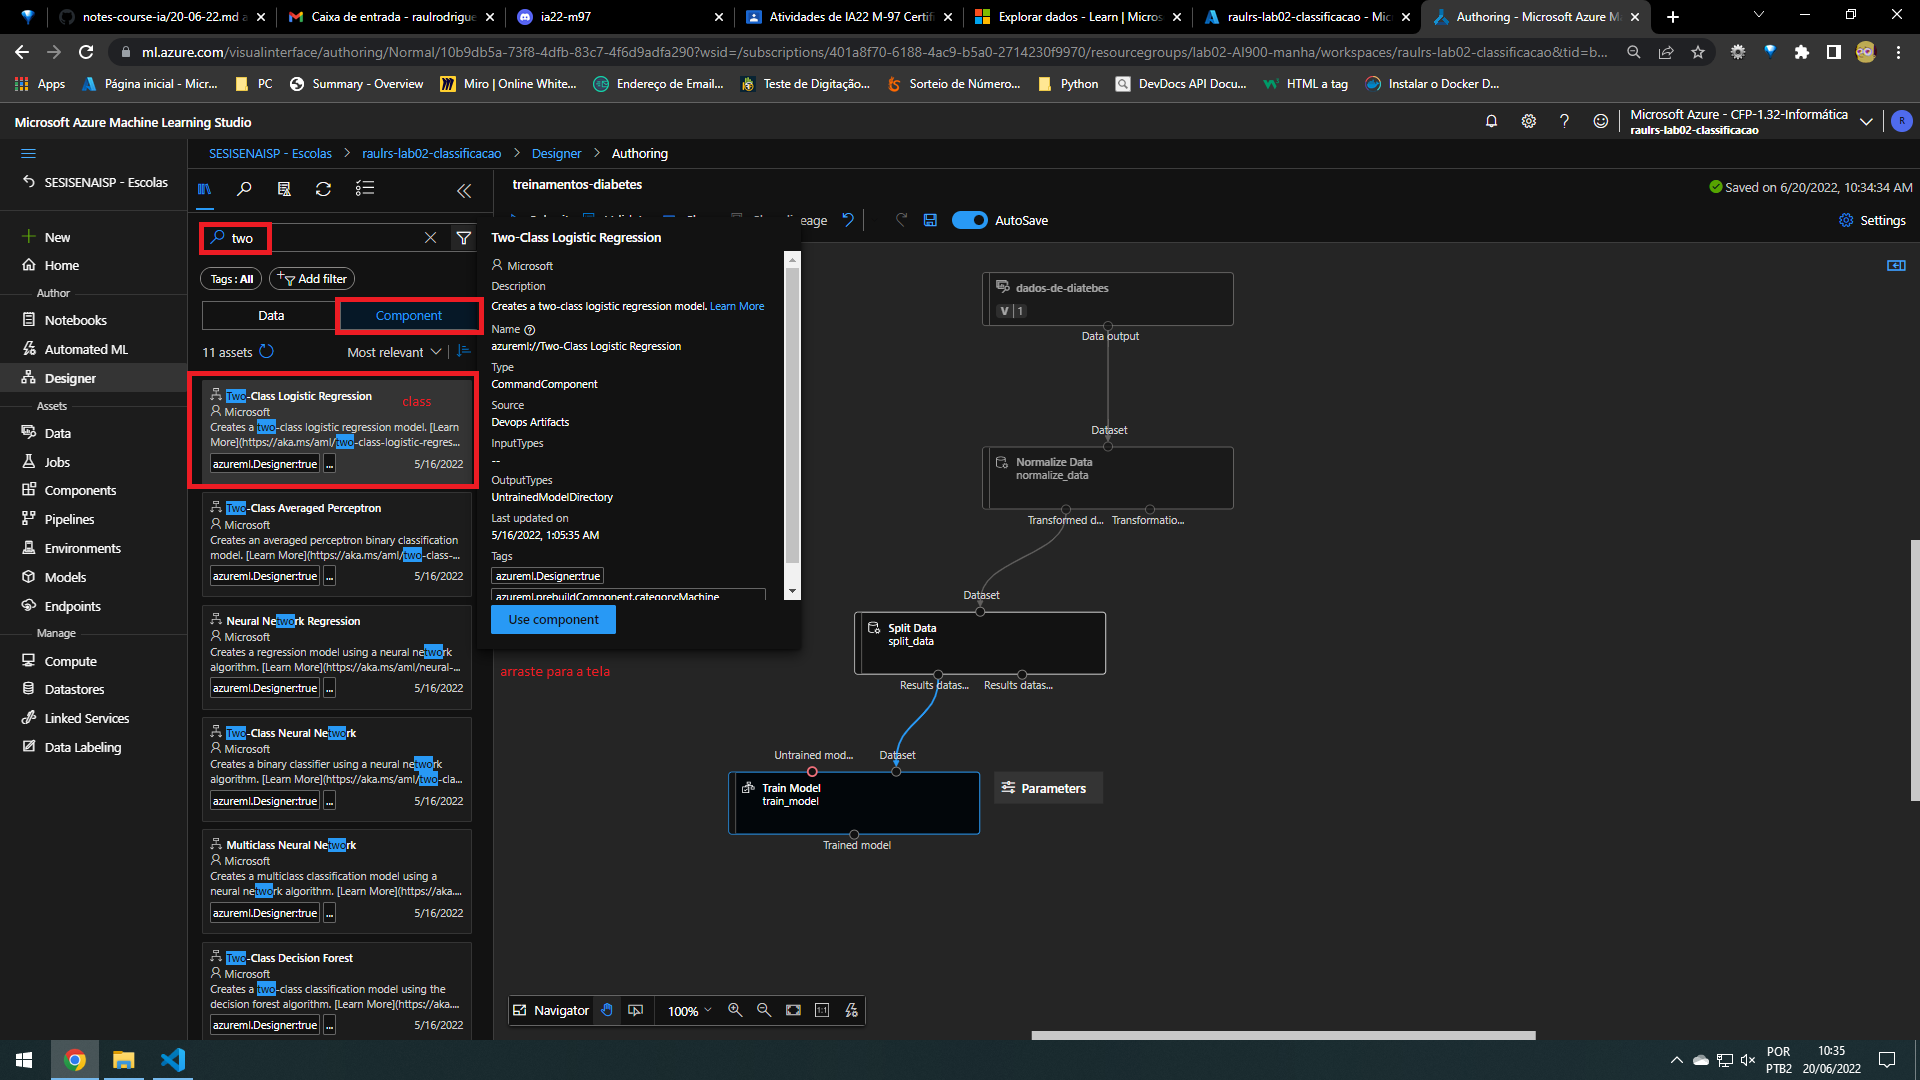 notes-course-ia/20-06-22.md a
Caixa de entrada - raulrodrigue
ia22-m97
Atividades de IA22 M-97 Certifi
Explorar dados - Learn | Micros
raulrs-lab02-classificacao - Mic
Authoring - Microsoft Azure M
ml.azure.com/visualinterface/authoring/Normal/10b9db5a-73f8-4dfb-83c7-4f6d9adfa290?wsid=/subscriptions/401a8f70-6188-4ac9-b5a0-2714230f9970/resourcegroups/lab02-AI900-manha/workspaces/raulrs-lab02-classificacao&tid=b...
Apps
Página inicial - Micr...
PC
Summary - Overview
Miro | Online White...
Endereço de Email...
Teste de Digitação...
Sorteio de Número...
Python
DevDocs API Docu...
HTML a tag
Instalar o Docker D...
Microsoft Azure Machine Learning Studio
Microsoft Azure - CFP-1.32-Informática
raulrs-lab02-classificacao
R
SESISENAISP - Escolas
New
Home
Author
Notebooks
Automated ML
Designer
Assets
Data
Jobs
Components
Pipelines
Environments
Models
Endpoints
Manage
Compute
Datastores
Linked Services
Data Labeling
SESISENAISP - Escolas > raulrs-lab02-classificacao > Designer > Authoring
two
Tags : All
Add filter
Data
Component
11 assets
Most relevant
Two-Class Logistic Regression
class
Microsoft
Creates a two-class logistic regression model. [Learn
More](https://aka.ms/aml/two-class-logistic-regres...
azureml.Designer:true
...
5/16/2022
Two-Class Averaged Perceptron
Microsoft
Creates an averaged perceptron binary classification
model. [Learn More](https://aka.ms/aml/two-class-...
azureml.Designer:true
...
5/16/2022
Neural Network Regression
Microsoft
Creates a regression model using a neural network
algorithm. [Learn More](https://aka.ms/aml/neural-...
azureml.Designer:true
...
5/16/2022
Two-Class Neural Network
Microsoft
Creates a binary classifier using a neural network
algorithm. [Learn More](https://aka.ms/aml/two-cla...
azureml.Designer:true
...
5/16/2022
Multiclass Neural Network
Microsoft
Creates a multiclass classification model using a
neural network algorithm. [Learn More](https://aka....
azureml.Designer:true
...
5/16/2022
Two-Class Decision Forest
Microsoft
Creates a two-class classification model using the
decision forest algorithm. [Learn More](https://aka....
azureml.Designer:true
...
5/16/2022
treinamentos-diabetes
Saved on 6/20/2022, 10:34:34 AM
AutoSave
Settings
Two-Class Logistic Regression
Microsoft
Description
Creates a two-class logistic regression model. Learn More
Name
azureml://Two-Class Logistic Regression
Type
CommandComponent
Source
Devops Artifacts
InputTypes
--
OutputTypes
UntrainedModelDirectory
Last updated on
5/16/2022, 1:05:35 AM
Tags
azureml.Designer:true
azureml.prebuildComponent.category:Machine
Use component
arraste para a tela
dados-de-diatebes
V | 1
Data output
Dataset
Normalize Data
normalize_data
Transformed d...
Transformatio...
Dataset
Split Data
split_data
Results datas...
Results datas...
Untrained mod...
Dataset
Train Model
train_model
Parameters
Trained model
Navigator
100%
1:1
POR
PTB2
10:35
20/06/2022